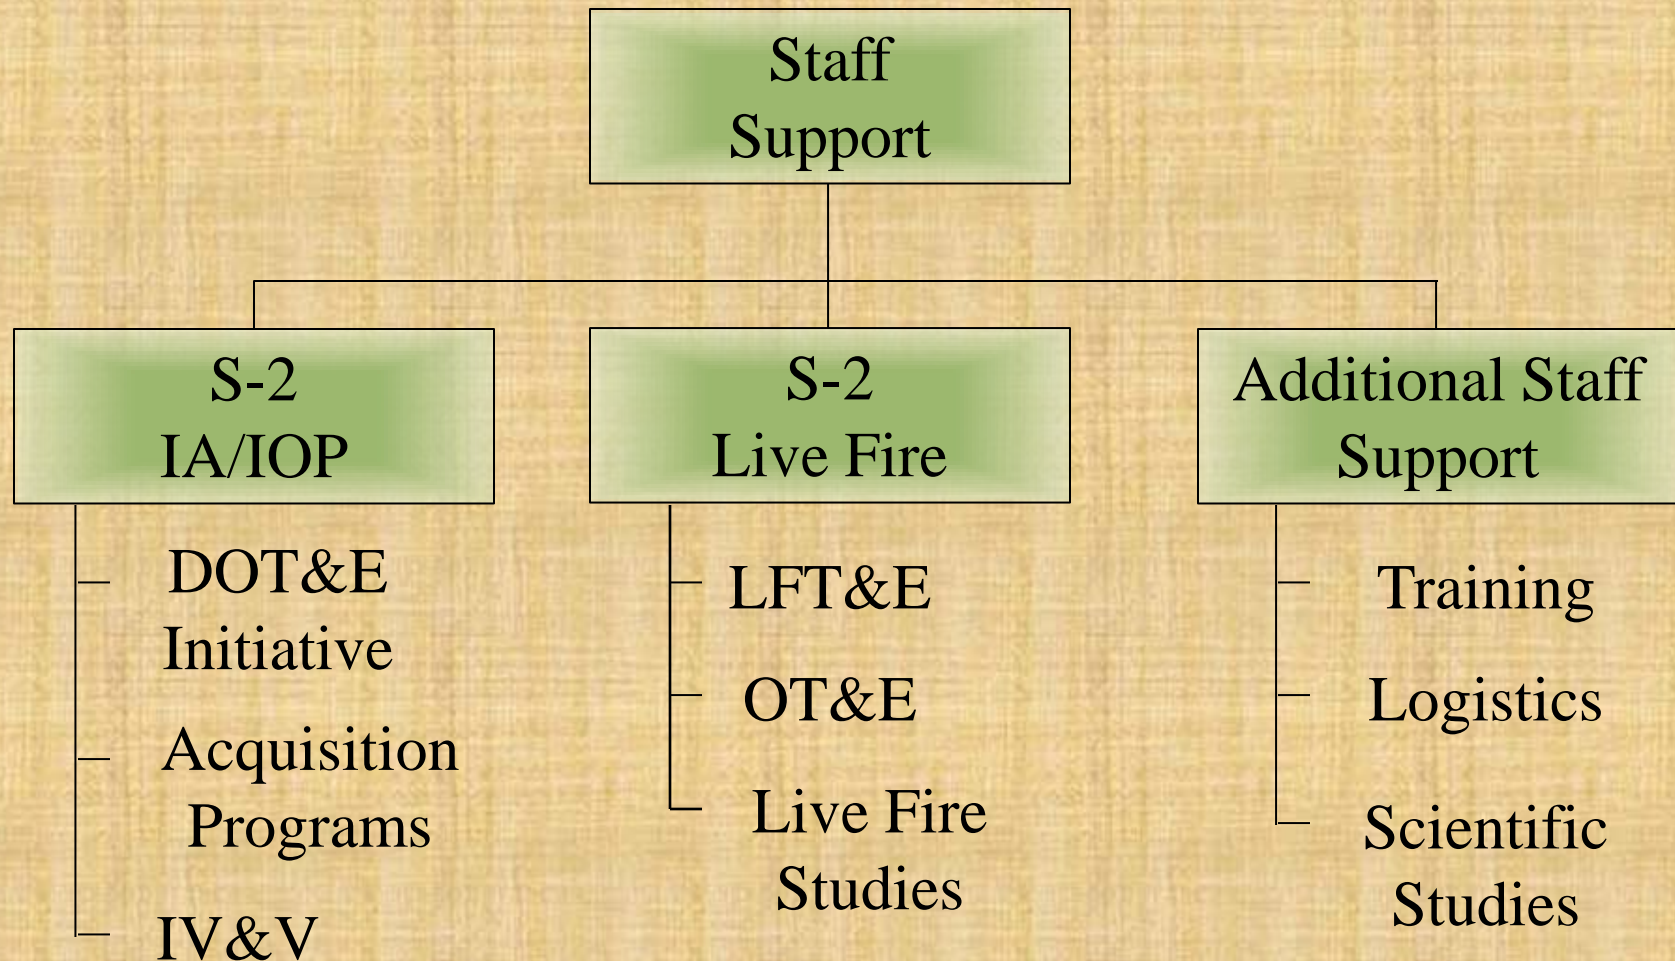 Staff
Support
S-2
IA/IOP
DOT&E
Initiative
Acquisition
Programs
IV&V
S-2
Live Fire
LFT&E
OT&E
Live Fire
Studies
Additional Staff
Support
Training
Logistics
Scientific
Studies